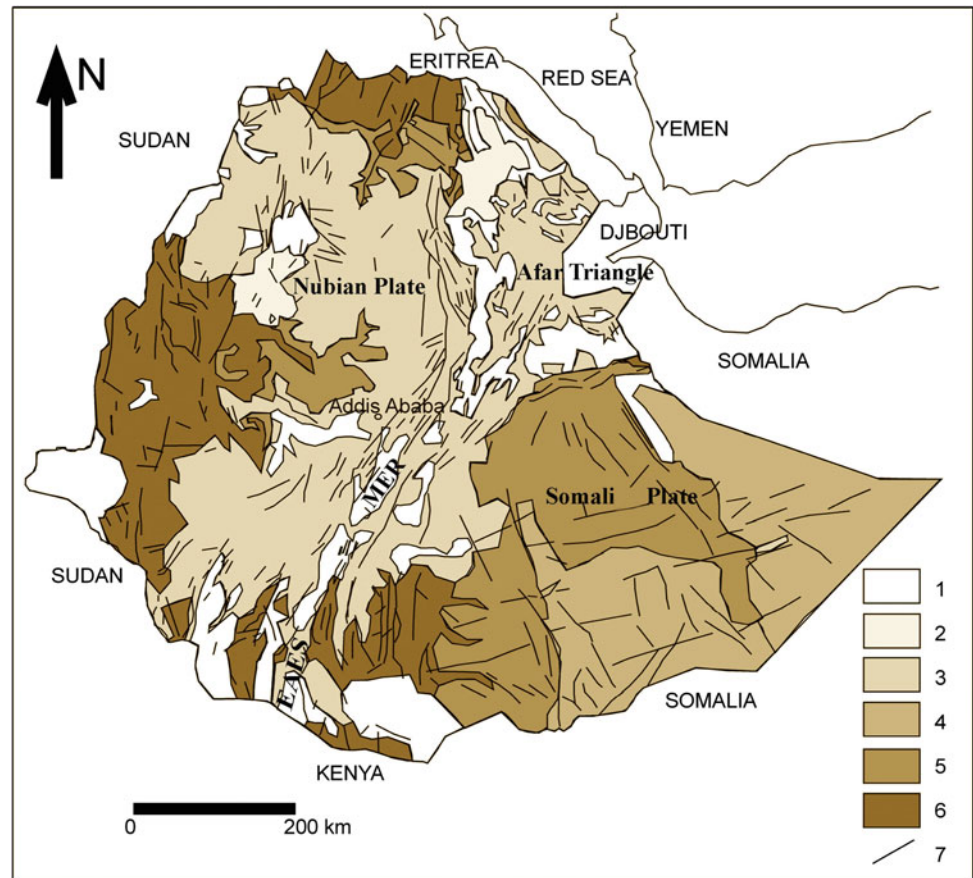 N
ERITREA
RED SEA
SUDAN
YEMEN
DJBOUTI
Afar Triangle
Nubian Plate
SOMALIA
Addis Ababa
MER
Somali Plate
SUDAN
EAES
SOMALIA
KENYA
0 200 km
1
2
3
4
5
6
7